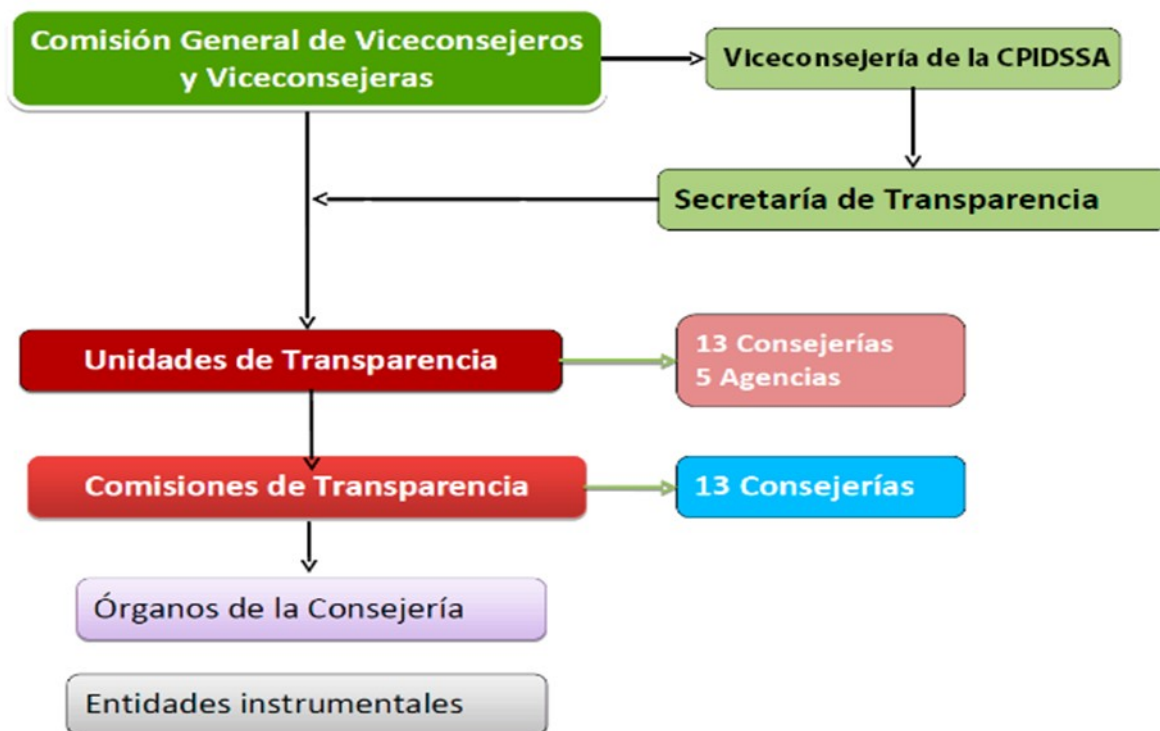 Comisión General de Viceconsejeros
y Viceconsejeras
Viceconsejería de la CPIDSSA
Secretaría de Transparencia
Unidades de Transparencia
13 Consejerías
5 Agencias
Comisiones de Transparencia
13 Consejerías
Órganos de la Consejería
Entidades instrumentales